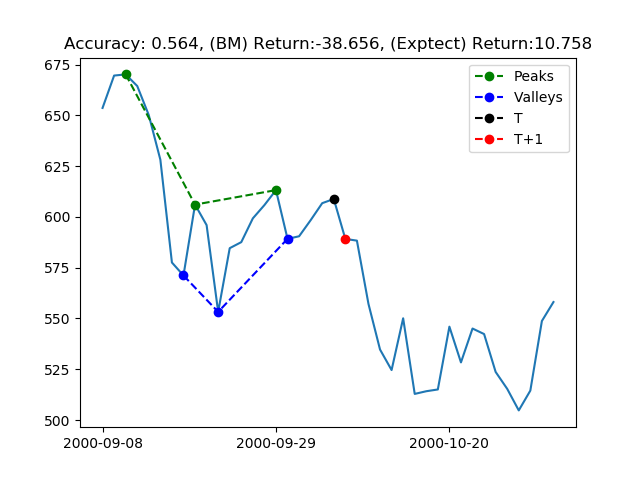 Accuracy: 0.564, (BM) Return:-38.656, (Exptect) Return:10.758
675
650
625
600
575
550
525
500
Peaks
Valleys
T
T+1
2000-09-08
2000-09-29
2000-10-20